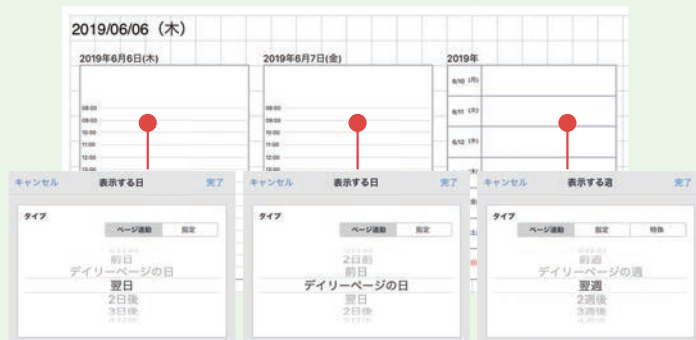 2019/06/06（木）
2019年6月6日(木)
2019年6月7日(金)
2019年
6/10 (月)
6/11 (火)
6/12 (水)
08:00
09:00
10:00
11:00
12:00
08:00
09:00
10:00
11:00
12:00
キャンセル 表示する日 完了
タイプ
ページ連動 指定
前日
デイリーページの日
翌日
2日後
3日後
キャンセル 表示する日 完了
タイプ
ページ連動 指定
2日前
前日
デイリーページの日
翌日
2日後
キャンセル 表示する週 完了
タイプ
ページ連動 指定 特殊
前週
デイリーページの週
翌週
2週後
3週後